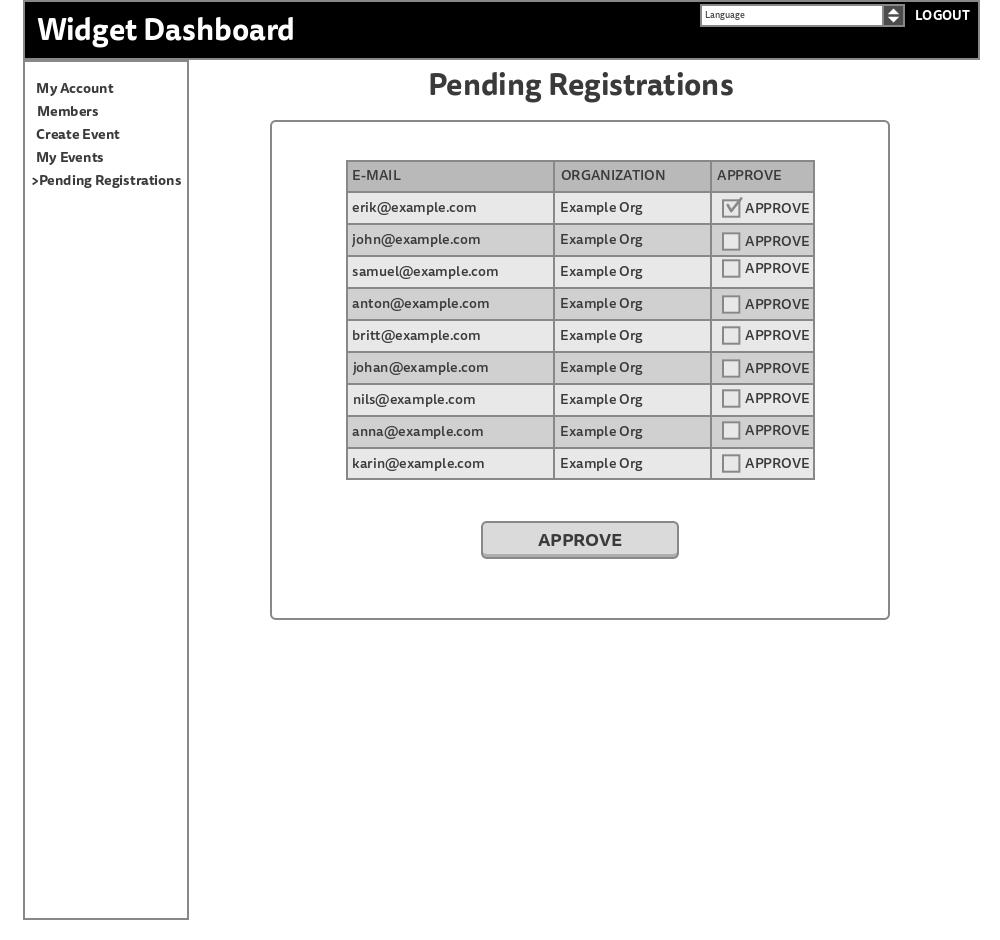 Widget Dashboard
Language
LOGOUT
My Account
Members
Create Event
My Events
>Pending Registrations
Pending Registrations
E-MAIL ORGANIZATION APPROVE
erik@example.com Example Org APPROVE
john@example.com Example Org APPROVE
samuel@example.com Example Org APPROVE
anton@example.com Example Org APPROVE
britt@example.com Example Org APPROVE
johan@example.com Example Org APPROVE
nils@example.com Example Org APPROVE
anna@example.com Example Org APPROVE
karin@example.com Example Org APPROVE
APPROVE